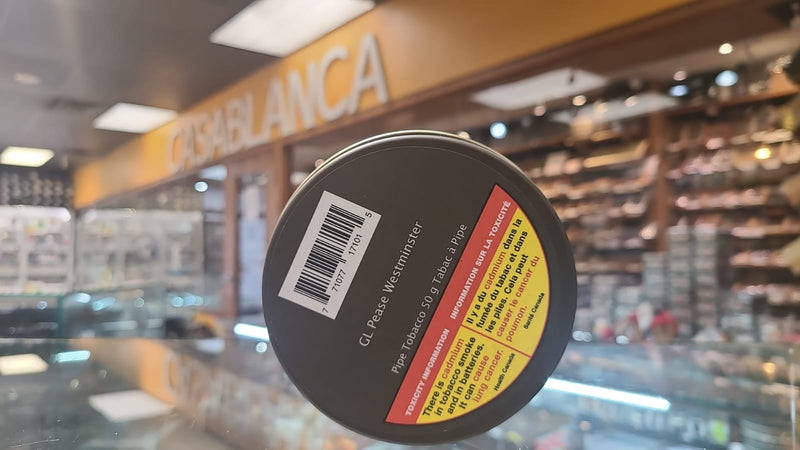 CASABLANCA
7 71077 17101 5
GL Pease Westminster
Pipe Tobacco 50 g Tabac à Pipe
TOXICITY INFORMATION
There is cadmium
in tobacco smoke
and in batteries.
It can cause
lung cancer.
Health Canada
INFORMATION SUR LA TOXICITÉ
Il y a du cadmium dans la
fumée du tabac et dans
les piles. Cela peut
causer le cancer du
poumon.
Santé Canada